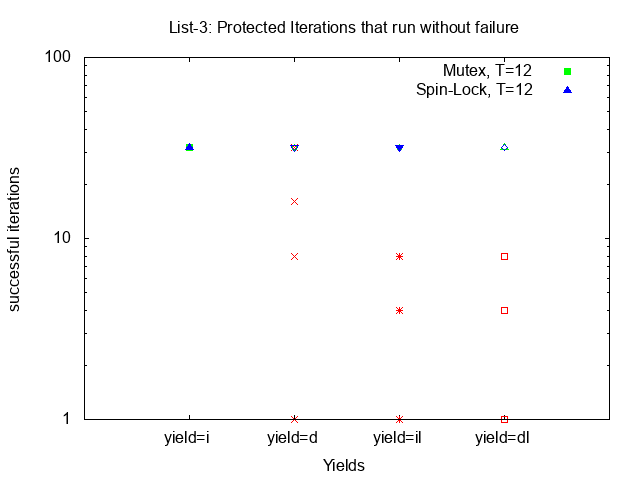 List-3: Protected Iterations that run without failure
100
Mutex, T=12
Spin-Lock, T=12
successful iterations
10
1
yield=i yield=d yield=il yield=dl
Yields